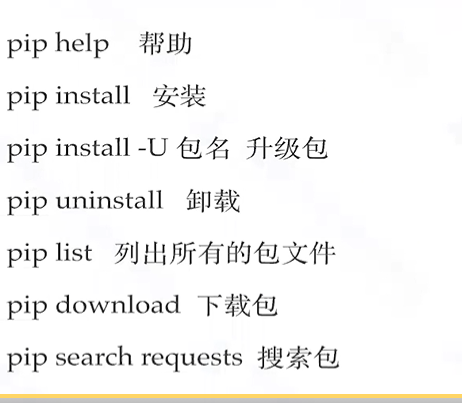 pip help 帮助
pip install 安装
pip install -U 包名 升级包
pip uninstall 卸载
pip list 列出所有的包文件
pip download 下载包
pip search requests 搜索包